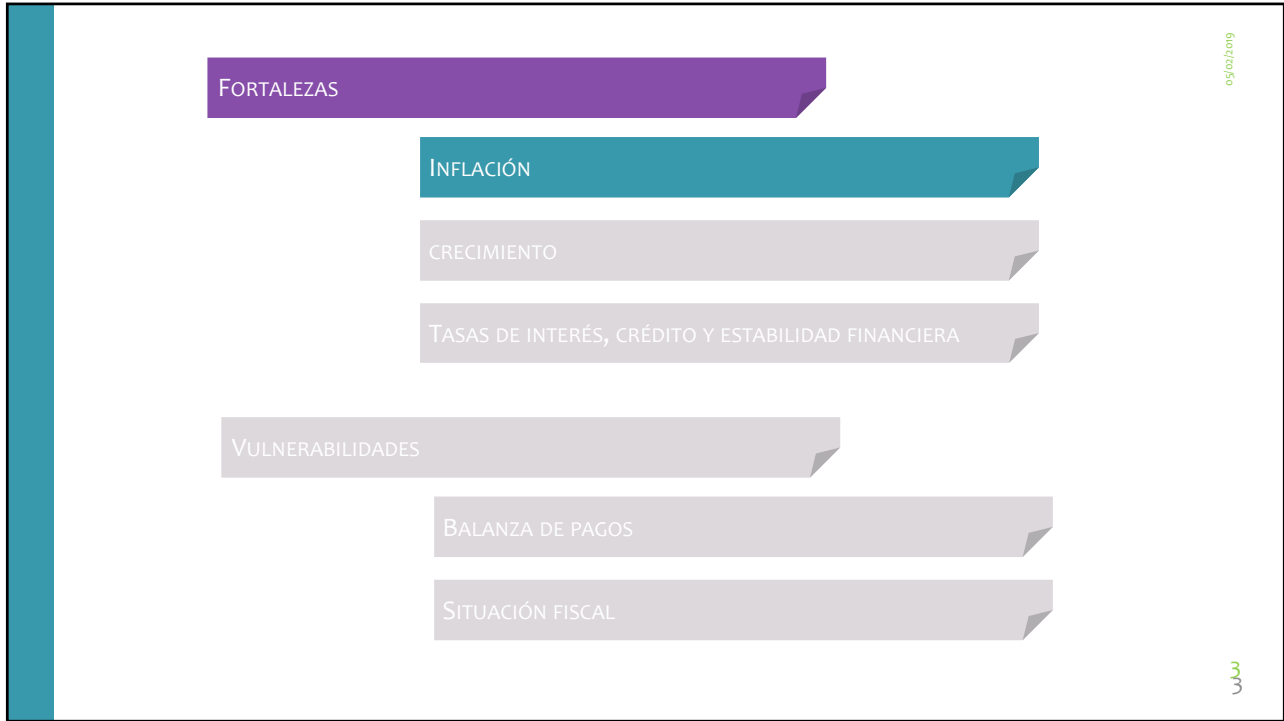 05/02/2019
FORTALEZAS
INFLACIÓN
CRECIMIENTO
TASAS DE INTERÉS, CRÉDITO Y ESTABILIDAD FINANCIERA
VULNERABILIDADES
BALANZA DE PAGOS
SITUACIÓN FISCAL
3
3